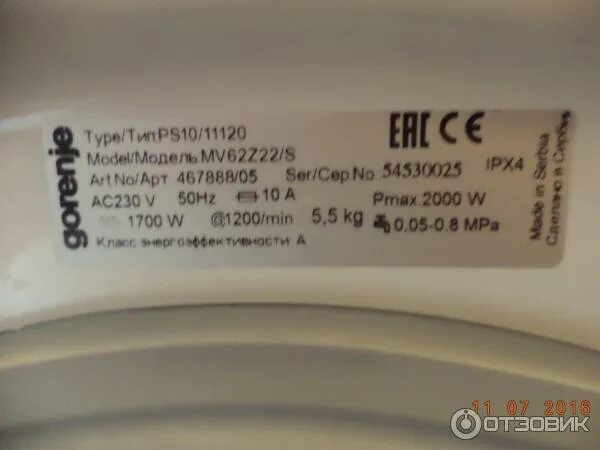 gorenje
Type/Тип PS10/11120
Model/Модель MV62Z22/S
Art.No/Арт 467888/05 Ser/Сер.No 54530025 IPX4
AC230 V 50Hz 10 A Pmax.2000 W
1700 W @1200/min 5,5 kg 0,05-0.8 MPa
Класс энергоэффективности A
EAC CE
Made in Serbia
Сделано в Сербии
11 07 2016
ОТЗОВИК